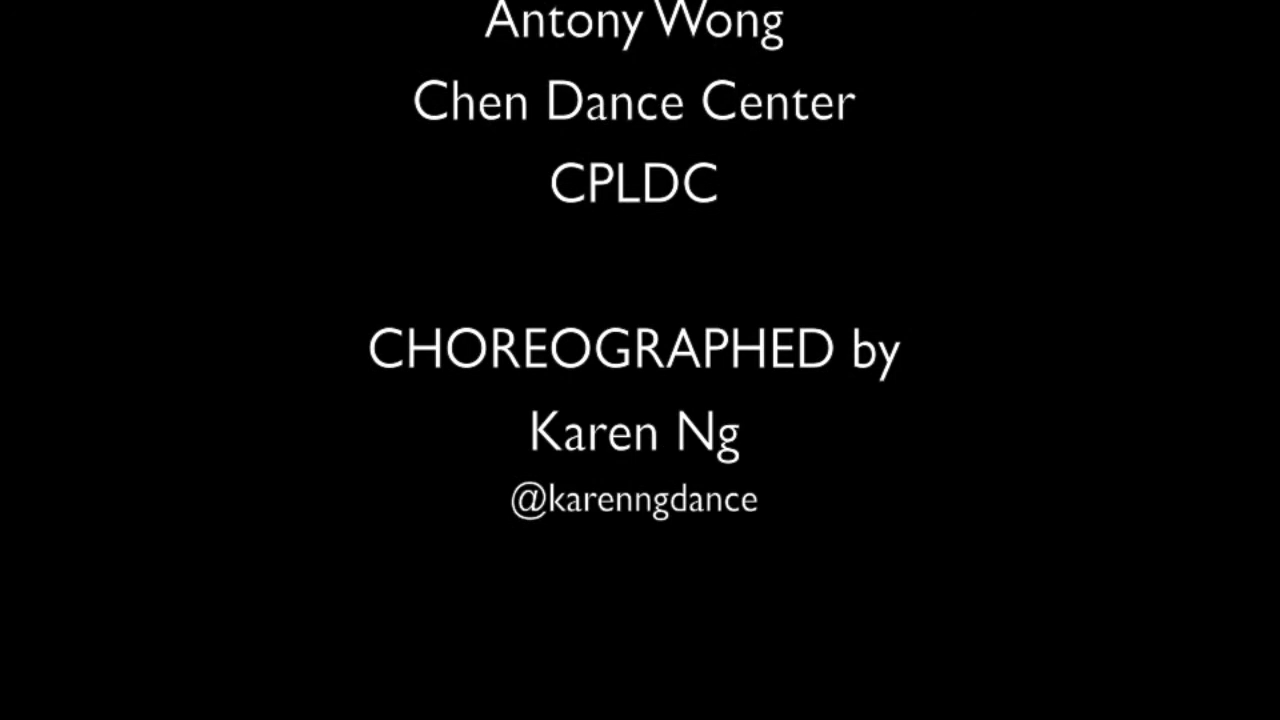 Antony Wong
Chen Dance Center
CPLDC
CHOREOGRAPHED by
Karen Ng
@karenngdance